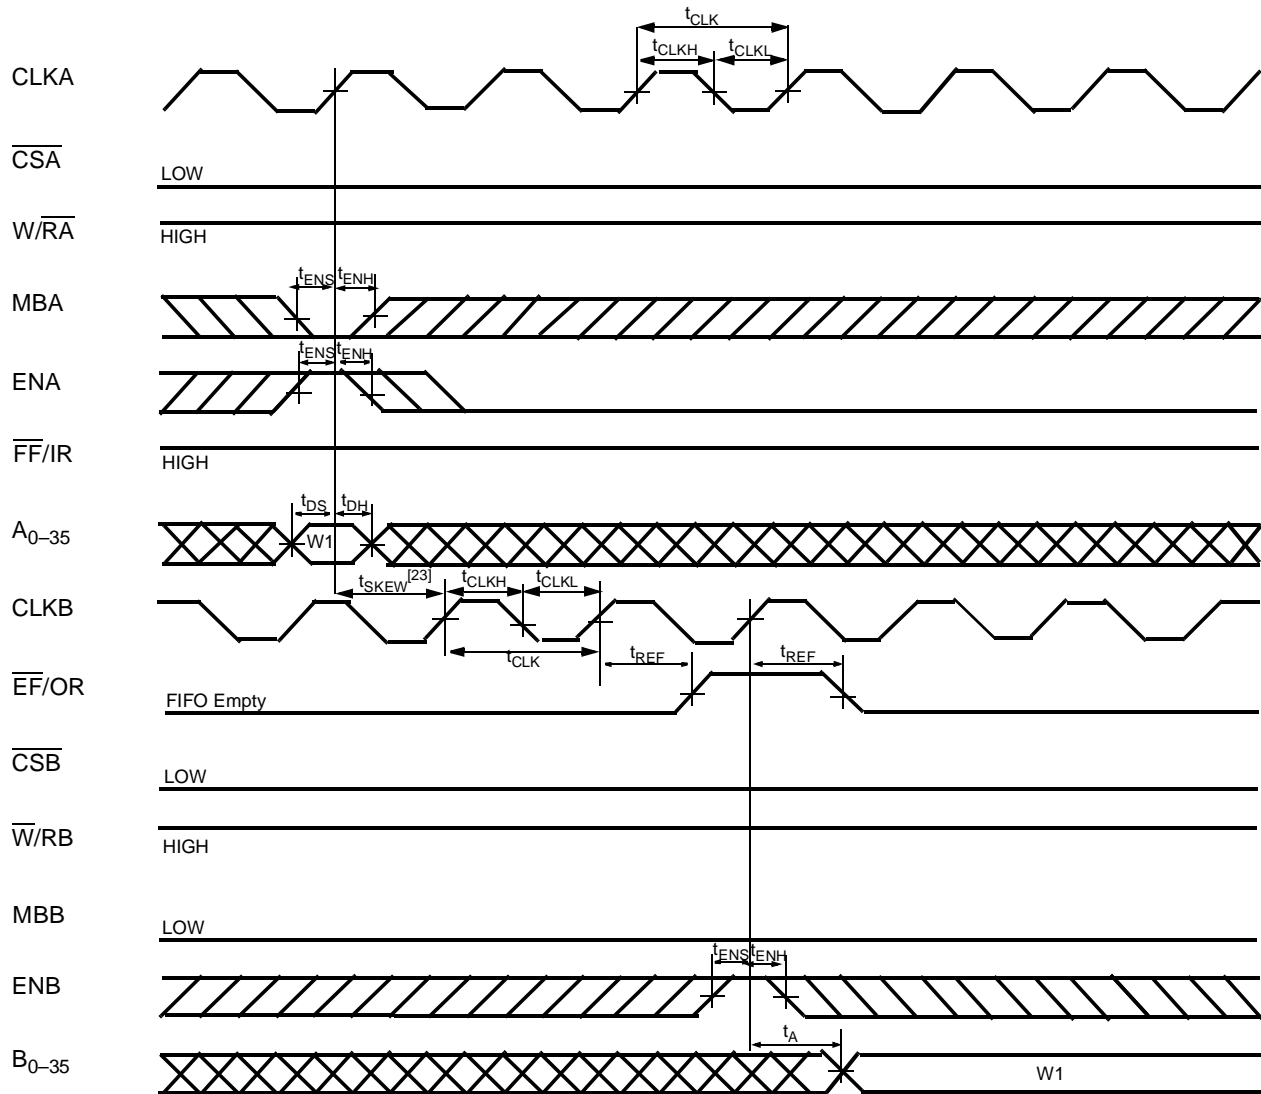 tCLK
tCLKH tCLKL
CLKA
CSA
LOW
W/RA
HIGH
tENS tENH
MBA
tENS tENH
ENA
FF/IR
HIGH
tDS tDH
A0–35
W1
tSKEW[23] tCLKH tCLKL
CLKB
tCLK tREF tREF
EF/OR
FIFO Empty
CSB
LOW
W/RB
HIGH
MBB
LOW
tENS tENH
ENB
tA
B0–35
W1